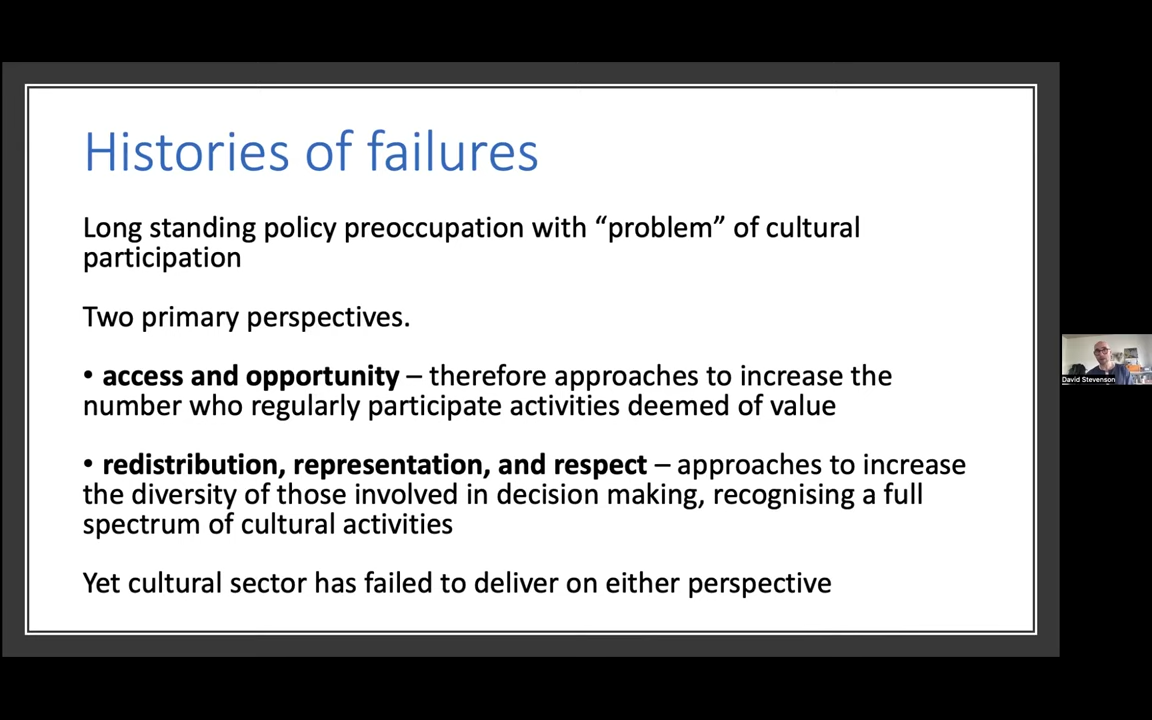 Histories of failures
Long standing policy preoccupation with “problem” of cultural
participation
Two primary perspectives.
• access and opportunity – therefore approaches to increase the
number who regularly participate activities deemed of value
• redistribution, representation, and respect – approaches to increase
the diversity of those involved in decision making, recognising a full
spectrum of cultural activities
Yet cultural sector has failed to deliver on either perspective
David Stevenson